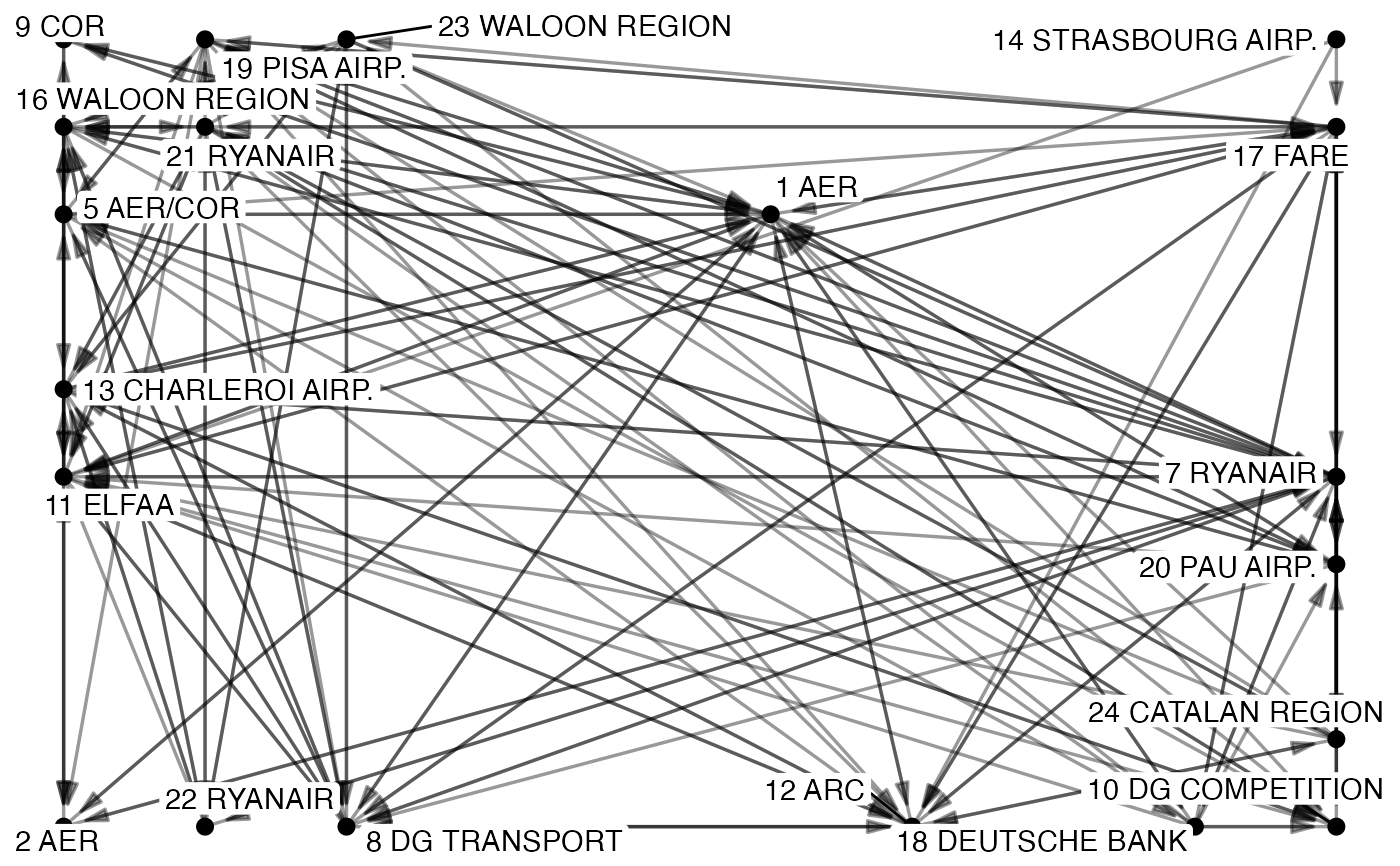 9 COR
23 WALOON REGION
14 STRASBOURG AIRP.
19 PISA AIRP.
16 WALOON REGION
21 RYANAIR
17 FARE
1 AER
5 AER/COR
13 CHARLEROI AIRP.
7 RYANAIR
11 ELFAA
20 PAU AIRP.
24 CATALAN REGION
12 ARC
10 DG COMPETITION
22 RYANAIR
2 AER
8 DG TRANSPORT
18 DEUTSCHE BANK